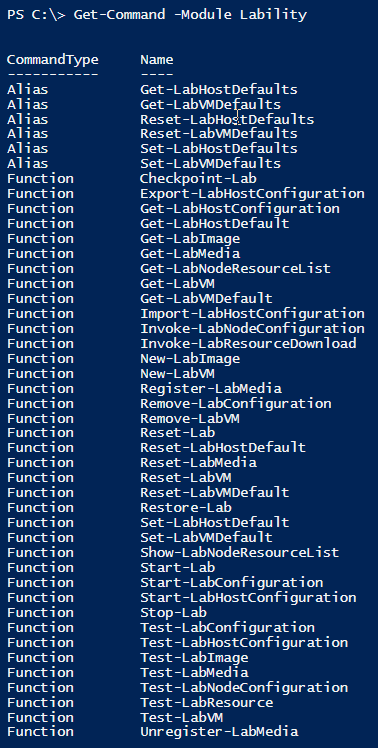 PS C:\> Get-Command -Module Lability
CommandType Name
----------- ----
Alias Get-LabHostDefaults
Alias Get-LabVMDefaults
Alias Reset-LabHostDefaults
Alias Reset-LabVMDefaults
Alias Set-LabHostDefaults
Alias Set-LabVMDefaults
Function Checkpoint-Lab
Function Export-LabHostConfiguration
Function Get-LabHostConfiguration
Function Get-LabHostDefault
Function Get-LabImage
Function Get-LabMedia
Function Get-LabNodeResourceList
Function Get-LabVM
Function Get-LabVMDefault
Function Import-LabHostConfiguration
Function Invoke-LabNodeConfiguration
Function Invoke-LabResourceDownload
Function New-LabImage
Function New-LabVM
Function Register-LabMedia
Function Remove-LabConfiguration
Function Remove-LabVM
Function Reset-Lab
Function Reset-LabHostDefault
Function Reset-LabMedia
Function Reset-LabVM
Function Reset-LabVMDefault
Function Restore-Lab
Function Set-LabHostDefault
Function Set-LabVMDefault
Function Show-LabNodeResourceList
Function Start-Lab
Function Start-LabConfiguration
Function Start-LabHostConfiguration
Function Stop-Lab
Function Test-LabConfiguration
Function Test-LabHostConfiguration
Function Test-LabImage
Function Test-LabMedia
Function Test-LabNodeConfiguration
Function Test-LabResource
Function Test-LabVM
Function Unregister-LabMedia